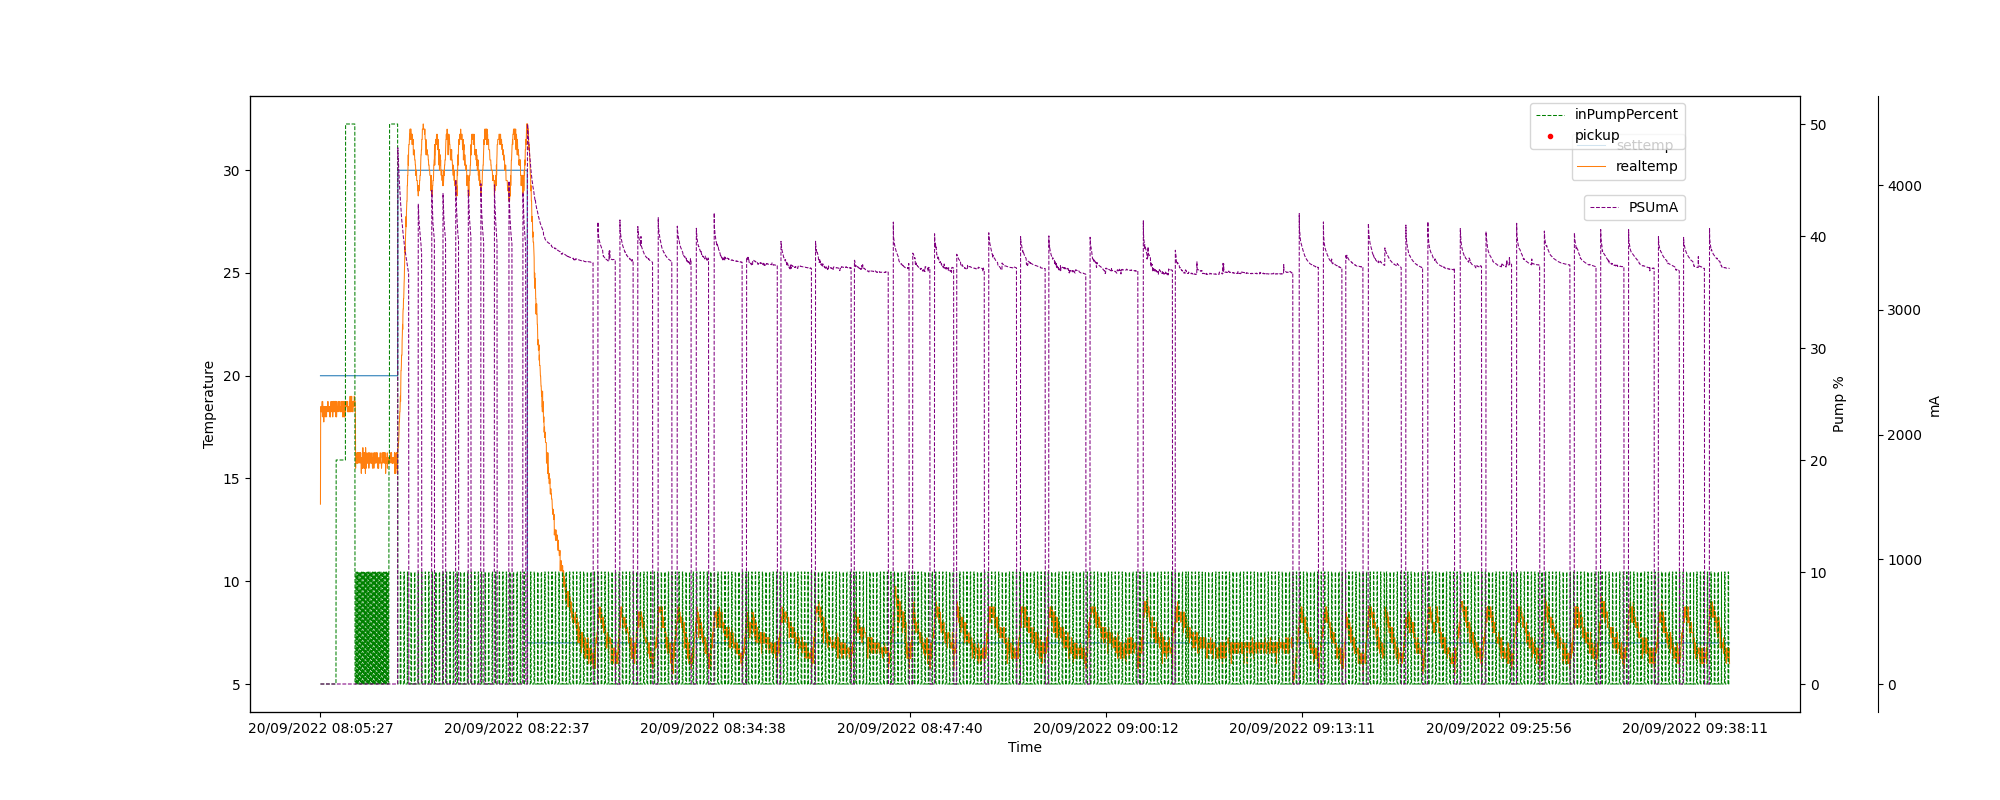 inPumpPercent
pickup
settemp
realtemp
PSUmA
Temperature
30
25
20
15
10
5
50
40
30
20
10
0
Pump %
4000
3000
2000
1000
0
mA
20/09/2022 08:05:27
20/09/2022 08:22:37
20/09/2022 08:34:38
20/09/2022 08:47:40
20/09/2022 09:00:12
20/09/2022 09:13:11
20/09/2022 09:25:56
20/09/2022 09:38:11
Time